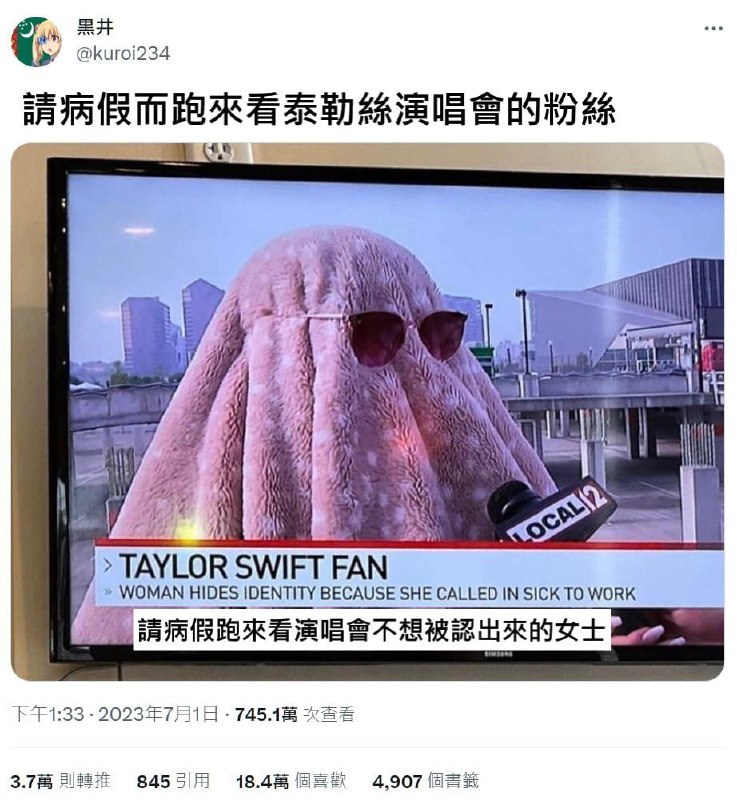 黒井
@kuroi234
請病假而跑來看泰勒絲演唱會的粉絲
LOCAL 12
> TAYLOR SWIFT FAN
» WOMAN HIDES IDENTITY BECAUSE SHE CALLED IN SICK TO WORK
請病假跑來看演唱會不想被認出來的女士
SAMSUNG
下午1:33 · 2023年7月1日 · 745.1萬 次查看
3.7萬 則轉推 845 引用 18.4萬 個喜歡 4,907 個書籤